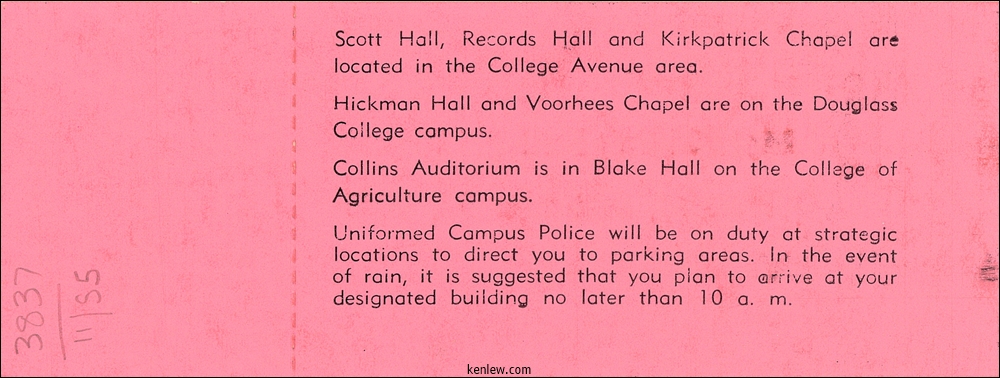 Scott Hall, Records Hall and Kirkpatrick Chapel are
located in the College Avenue area.
Hickman Hall and Voorhees Chapel are on the Douglass
College campus.
Collins Auditorium is in Blake Hall on the College of
Agriculture campus.
Uniformed Campus Police will be on duty at strategic
locations to direct you to parking areas. In the event
of rain, it is suggested that you plan to arrive at your
designated building no later than 10 a. m.
3837
kenlew.com